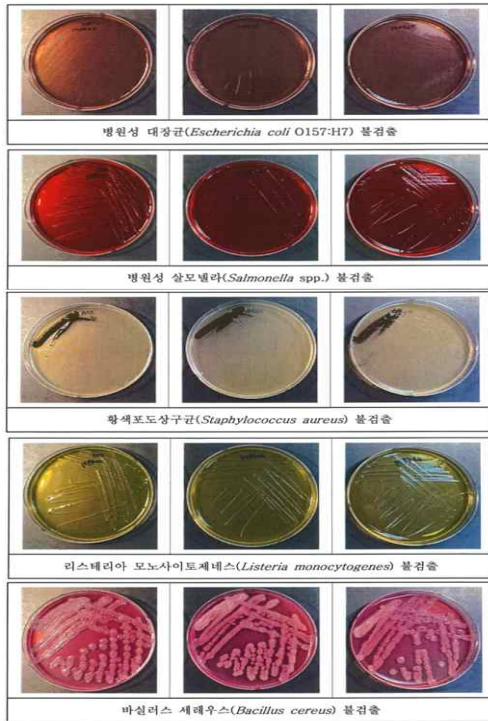 병원성 대장균(Escherichia coli O157:H7) 불검출
병원성 살모넬라(Salmonella spp.) 불검출
황색포도상구균(Staphylococcus aureus) 불검출
리스테리아 모노사이토제네스(Listeria monocytogenes) 불검출
바실러스 세레우스(Bacillus cereus) 불검출